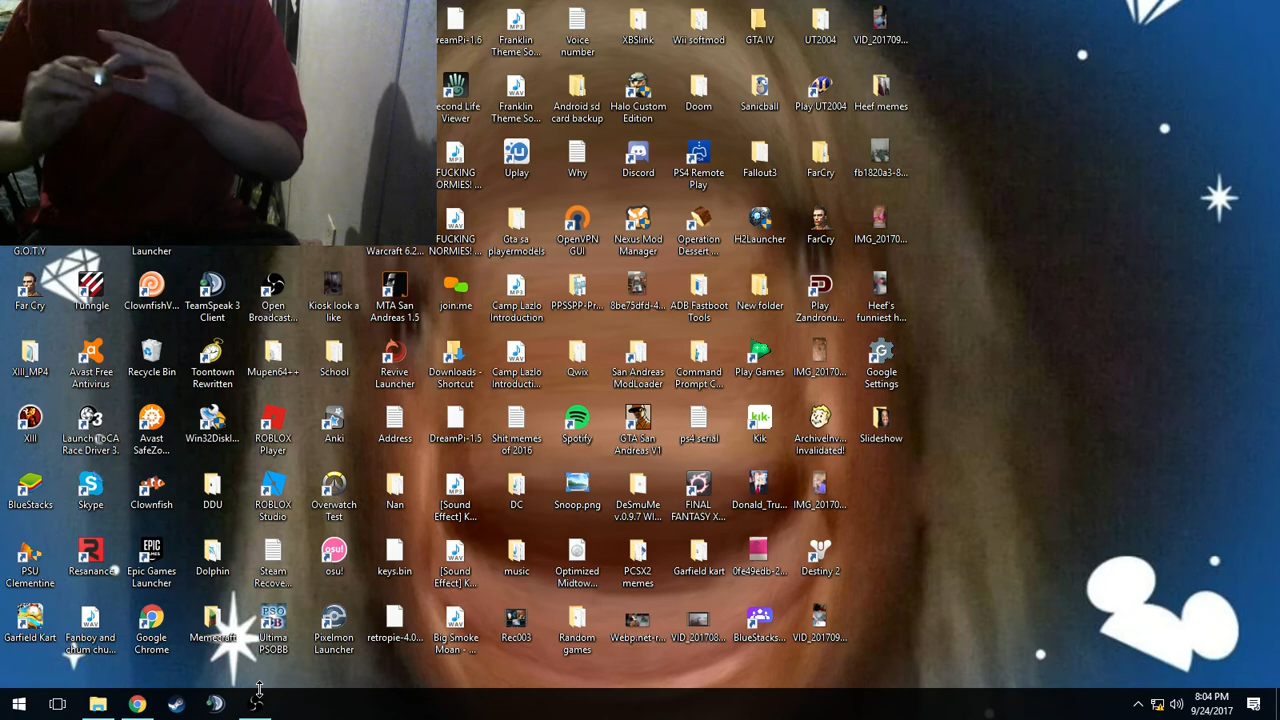 reamPi-1.6
Franklin
Theme So...
Voice
number
XBSlink
Wii softmod
GTA IV
UT2004
VID_201709...
econd Life
Viewer
Franklin
Theme So...
Android sd
card backup
Halo Custom
Edition
Doom
Sanicball
Play UT2004
Heef memes
FUCKING
NORMIES! ...
Uplay
Why
Discord
PS4 Remote
Play
Fallout3
FarCry
fb1820a3-8...
G.O.T.Y
Launcher
Warcraft 6.2...
FUCKING
NORMIES! ...
Gta sa
playermodels
OpenVPN
GUI
Nexus Mod
Manager
Operation
Dessert ...
H2Launcher
FarCry
IMG_20170...
Far Cry
Tunngle
ClownfishV...
TeamSpeak 3
Client
Open
Broadcast...
Kiosk look a
like
MTA San
Andreas 1.5
join.me
Camp Lazlo
Introduction
PPSSPP-Pr...
8be75dfd-4...
ADB Fastboot
Tools
New folder
Play
Zandronu...
Heef's
funniest h...
XIII_MP4
Avast Free
Antivirus
Recycle Bin
Toontown
Rewritten
Mupen64++
School
Revive
Launcher
Downloads -
Shortcut
Camp Lazlo
Introducti...
Qwix
San Andreas
ModLoader
Command
Prompt C...
Play Games
IMG_20170...
Google
Settings
XIII
Launch ToCA
Race Driver 3.
Avast
SafeZo...
Win32DiskI...
ROBLOX
Player
Anki
Address
DreamPi-1.5
Shit memes
of 2016
Spotify
GTA San
Andreas V1
ps4 serial
Kik
ArchiveInv...
Invalidated!
Slideshow
BlueStacks
Skype
Clownfish
DDU
ROBLOX
Studio
Overwatch
Test
Nan
[Sound
Effect] K...
DC
Snoop.png
DeSmuMe
v.0.9.7 WI...
FINAL
FANTASY X...
Donald_Tru...
IMG_20170...
PSU
Clementine
Resanance
Epic Games
Launcher
Dolphin
Steam
Recove...
osu!
keys.bin
[Sound
Effect] K...
music
Optimized
Midtow...
PCSX2
memes
Garfield kart
0fe49edb-2...
Destiny 2
Garfield Kart
Fanboy and
chum chu...
Google
Chrome
Memecraft
Ultima
PSOBB
Pixelmon
Launcher
retropie-4.0...
Big Smoke
Moan - ...
Rec003
Random
games
Webp.net-r...
VID_201708...
BlueStacks...
VID_201709...
8:04 PM
9/24/2017